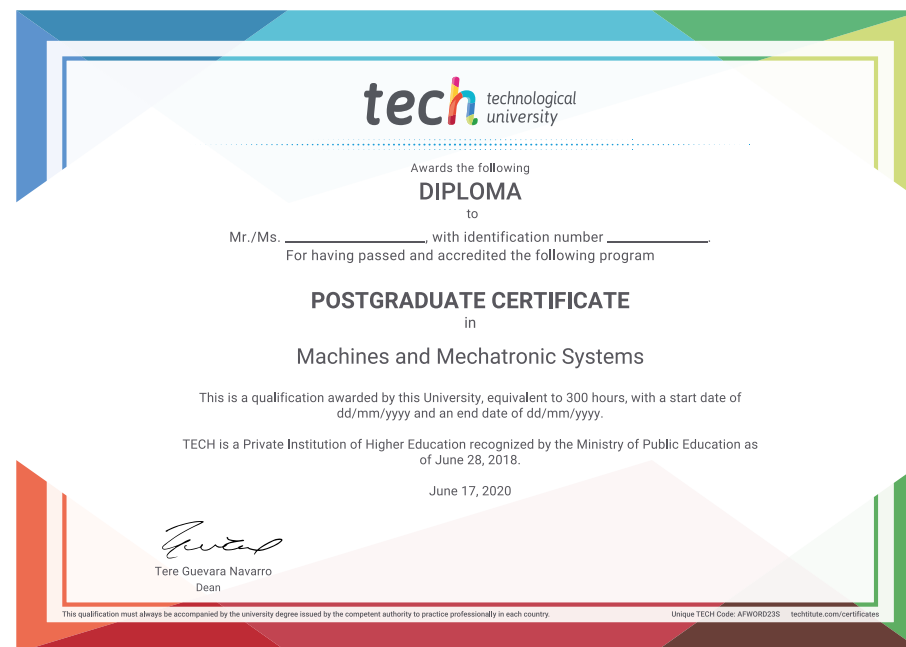 tech technological
university
Awards the following
DIPLOMA
to
Mr./Ms. ____________________, with identification number ______________.
For having passed and accredited the following program
POSTGRADUATE CERTIFICATE
in
Machines and Mechatronic Systems
This is a qualification awarded by this University, equivalent to 300 hours, with a start date of
dd/mm/yyyy and an end date of dd/mm/yyyy.
TECH is a Private Institution of Higher Education recognized by the Ministry of Public Education as
of June 28, 2018.
June 17, 2020
Tere Guevara Navarro
Dean
This qualification must always be accompanied by the university degree issued by the competent authority to practice professionally in each country. Unique TECH Code: AFWORD23S techtitute.com/certificates